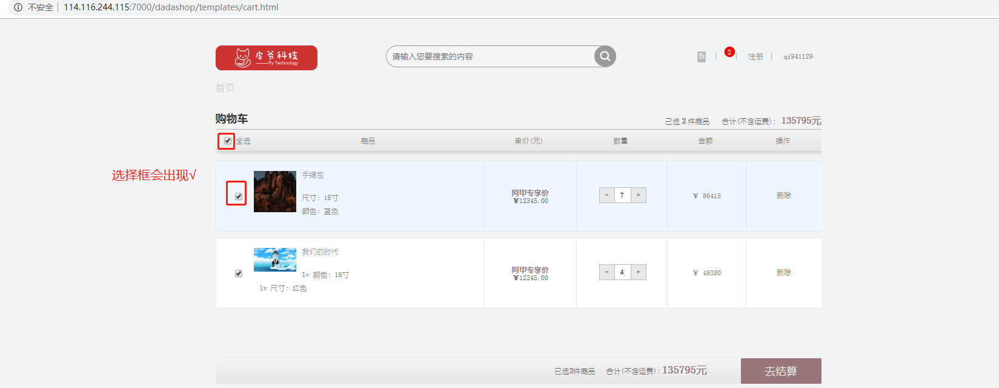 不安全 | 114.116.244.115:7000/dadashop/templates/cart.html
皮爷科技
Py Technology
请输入您要搜索的内容
2
注册
qi941129
首页
购物车
已选 2 件商品 合计(不含运费): 135795元
全选 商品 单价(元) 数量 金额 操作
选择框会出现√
手提包
尺寸: 18寸
颜色: 蓝色
阿甲专享价
¥12345.00
- 7 +
¥ 86415
删除
我们的时代
lv 颜色: 18寸
lv 尺寸: 红色
阿甲专享价
¥12345.00
- 4 +
¥ 49380
删除
已选2件商品 合计(不含运费): 135795元
去结算